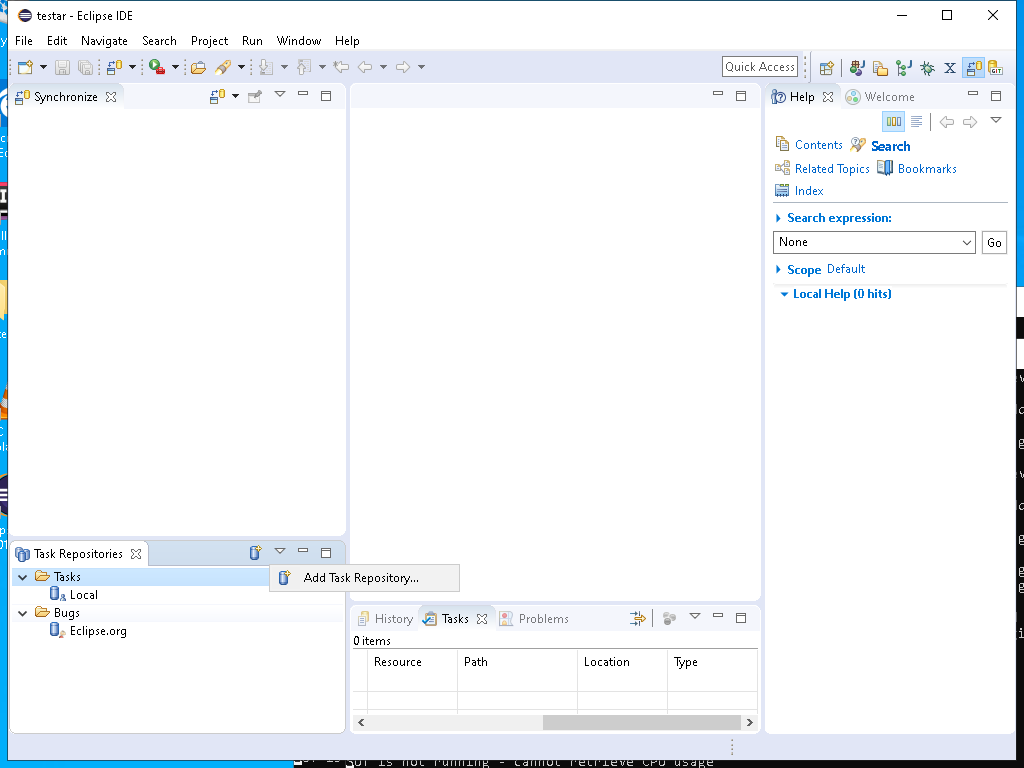 testar - Eclipse IDE
File Edit Navigate Search Project Run Window Help
Quick Access
Synchronize
Help Welcome
Contents Search
Related Topics Bookmarks
Index
Search expression:
None Go
Scope Default
Local Help (0 hits)
Task Repositories
Tasks
Add Task Repository...
Local
Bugs
Eclipse.org
History Tasks Problems
0 items
Resource Path Location Type
is not running - cannot retrieve CPU usage